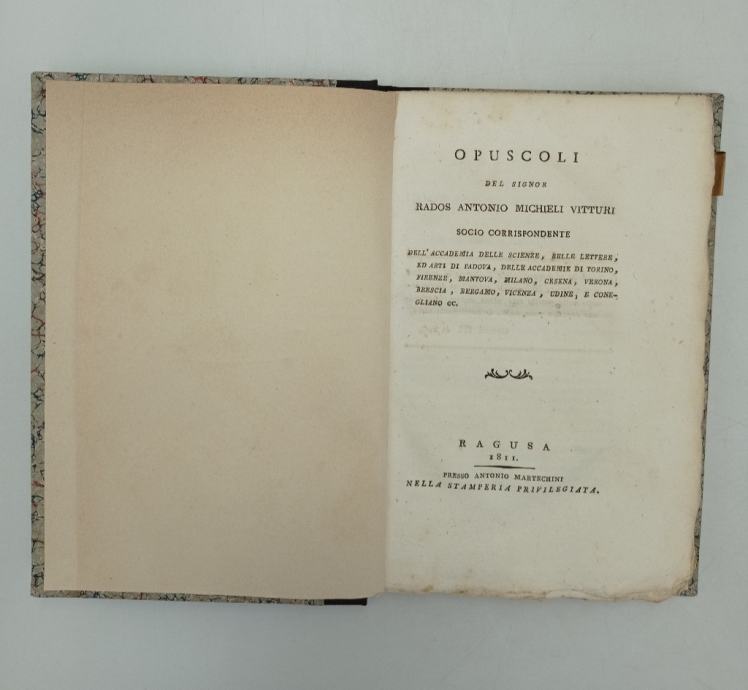 OPUSCOLI
DEL SIGNOR
RADOS ANTONIO MICHIELI VITTURI
SOCIO CORRISPONDENTE
DELL'ACCADEMIA DELLE SCIENZE, BELLE LETTERE,
ED ARTI DI PADOVA, DELLE ACCADEMIE DI TORINO,
FIRENZE, MANTOVA, MILANO, CESENA, VERONA,
BRESCIA, BERGAMO, VICENZA, UDINE, E CONE-
GLIANO ec.
RAGUSA
1811.
PRESSO ANTONIO MARTECHINI
NELLA STAMPERIA PRIVILEGIATA.